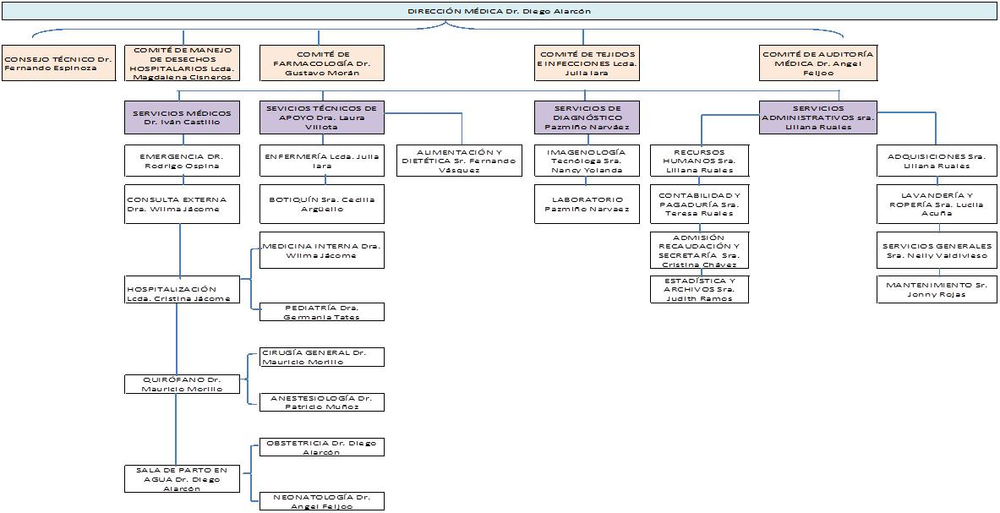 DIRECCIÓN MÉDICA Dr. Diego Alarcón
CONSEJO TÉCNICO Dr.
Fernando Espinoza
COMITÉ DE MANEJO
DE DESECHOS
HOSPITALARIOS Lcda.
Magdalena Cisneros
COMITÉ DE
FARMACOLOGÍA Dr.
Gustavo Morán
COMITÉ DE TEJIDOS
E INFECCIONES Lcda.
Julia Iara
COMITÉ DE AUDITORÍA
MÉDICA Dr. Angel
Feijoo
SERVICIOS MÉDICOS
Dr. Iván Castillo
SEVICIOS TÉCNICOS DE
APOYO Dra. Laura
Villota
SERVICIOS DE
DIAGNÓSTICO
Pazmiño Narváez
SERVICIOS
ADMINISTRATIVOS sra.
Liliana Ruales
EMERGENCIA DR.
Rodrigo Ospina
ENFERMERÍA Lcda. Julia
Iara
ALIMENTACIÓN Y
DIETÉTICA Sr. Fernando
Vásquez
IMAGENOLOGÍA
Tecnóloga Sra.
Nancy Yolanda
RECURSOS
HUMANOS Sra.
Liliana Ruales
ADQUISICIONES Sra.
Liliana Ruales
CONSULTA EXTERNA
Dra. Wilma Jácome
BOTIQUÍN Sra. Cecilia
Argüello
LABORATORIO
Pazmiño Narvaez
CONTABILIDAD Y
PAGADURÍA Sra.
Teresa Ruales
LAVANDERÍA Y
ROPERÍA Sra. Lucila
Acuña
MEDICINA INTERNA Dra.
Wilma Jácome
ADMISIÓN
RECAUDACIÓN Y
SECRETARÍA Sra.
Cristina Chávez
SERVICIOS GENERALES
Sra. Nelly Valdivieso
HOSPITALIZACIÓN
Lcda. Cristina Jácome
ESTADÍSTICA Y
ARCHIVOS Sra.
Judith Ramos
MANTENIMIENTO Sr.
Jonny Rojas
PEDIATRÍA Dra.
Germania Tates
CIRUGÍA GENERAL Dr.
Mauricio Morillo
QUIRÓFANO Dr.
Mauricio Morillo
ANESTESIOLOGÍA Dr.
Patricio Muñoz
OBSTETRICIA Dr. Diego
Alarcón
SALA DE PARTO EN
AGUA Dr. Diego
Alarcón
NEONATOLOGÍA Dr.
Angel Feijoo